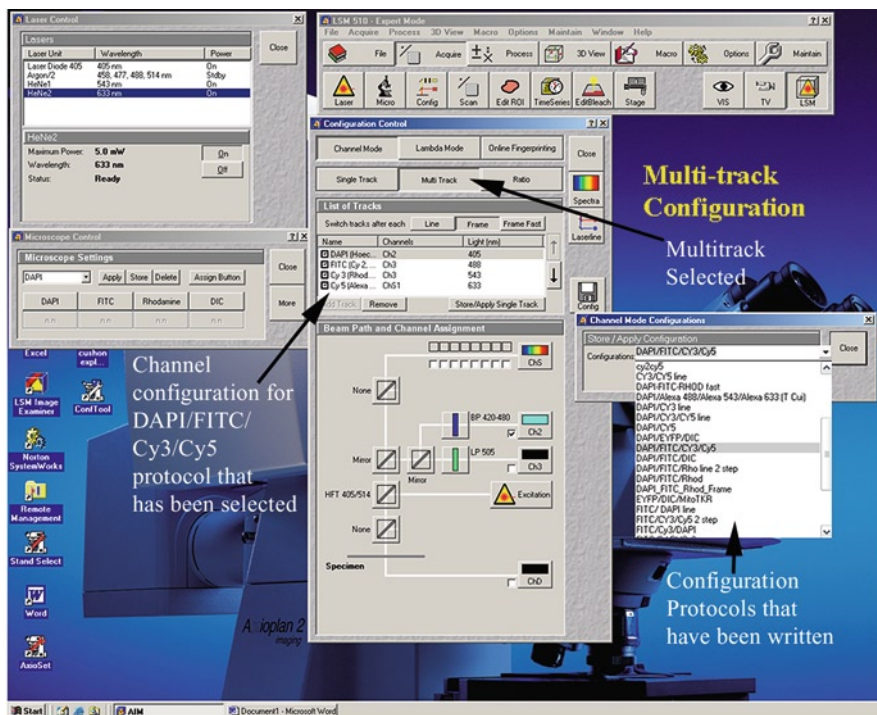 Laser Control
Lasers
Laser Unit Wavelength Power
Laser Diode 405 405 nm On
Argon/2 458, 477, 488, 514 nm Stdby
HeNe1 543 nm On
HeNe2 633 nm On
Close
HeNe2
Maximum Power: 5.0 mW
Wavelength: 633 nm
Status: Ready
On
Off
LSM 510 - Expert Mode
File Acquire Process 3D View Macro Options Maintain Window Help
File Acquire Process 3D View Macro Options Maintain
Laser Micro Config Scan Edit ROI TimeSeries EditBleach Stage VIS TV LSM
Configuration Control
Channel Mode Lambda Mode Online Fingerprinting
Close
Single Track Multi Track Ratio
Spectra
Laserline
Config
List of Tracks
Switch tracks after each Line Frame Frame Fast
Name Channels Light (nm)
DAPI (Hoec... Ch2 405
FITC (Cy 2, ... Ch3 488
Cy 3 (Rhod... Ch3 543
Cy 5 (Alexa ... ChS1 633
Add Track Remove Store/Apply Single Track
Beam Path and Channel Assignment
ChS
None
BP 420-480
Ch2
Mirror
Mirror
LP 505
Ch3
HFT 405/514
Excitation
None
Specimen
ChD
Multi-track
Configuration
Multitrack
Selected
Microscope Control
Microscope Settings
DAPI Apply Store Delete Assign Button
Close
DAPI FITC Rhodamine DIC
More
n.n n.n n.n n.n
Channel
configuration for
DAPI/FITC/
Cy3/Cy5
protocol that
has been selected
Channel Mode Configurations
Store / Apply Configuration
Configurations: DAPI/FITC/CY3/Cy5
Close
cy2cy5
CY3/CY5 line
DAPI-FITC-RHOD fast
DAPI/Alexa 488/Alexa 543/Alexa 633 (T Cui)
DAPI/CY3 line
DAPI/CY3/CY5 line
DAPI/CY5
DAPI/EYFP/DIC
DAPI/FITC/CY3/Cy5
DAPI/FITC/DIC
DAPI/FITC/Rho line 2 step
DAPI/FITC/Rhod
DAPI_FITC_Rhod_Frame
EYFP/DIC/MitoTKR
FITC/ DAPI line
FITC/CY3/Cy5 2 step
FITC/Cy3/DAPI
Configuration
Protocols that
have been written
Excel
cushon
expl...
LSM Image
Examiner
ConfTool
Norton
SystemWorks
Remote
Management
Stand Select
Word
AxioSet
Axioplan 2
imaging
Start AIM Document1 - Microsoft Word